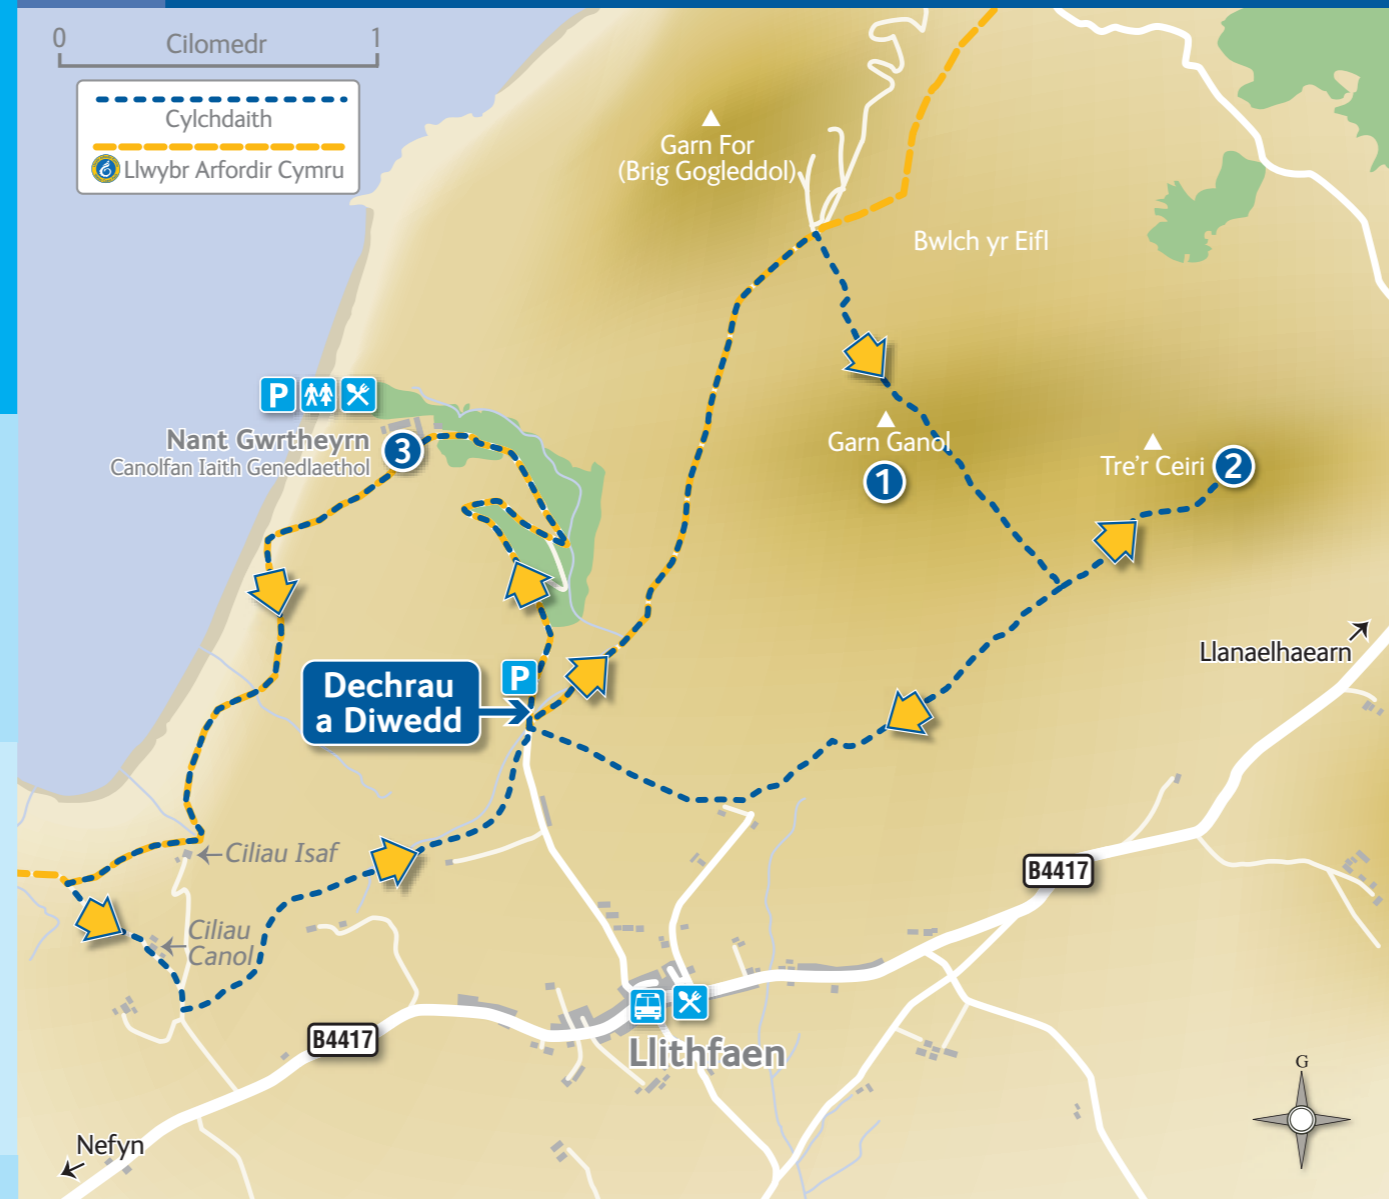 0 Cilomedr 1
Cylchdaith
Llwybr Arfordir Cymru
Garn For
(Brig Gogleddol)
Bwlch yr Eifl
P
Nant Gwrtheyrn
Canolfan Iaith Genedlaethol
3
Garn Ganol
1
Tre'r Ceiri
2
Llanaelhaearn
P
Dechrau
a Diwedd
Ciliau Isaf
B4417
Ciliau
Canol
B4417
Llithfaen
G
Nefyn